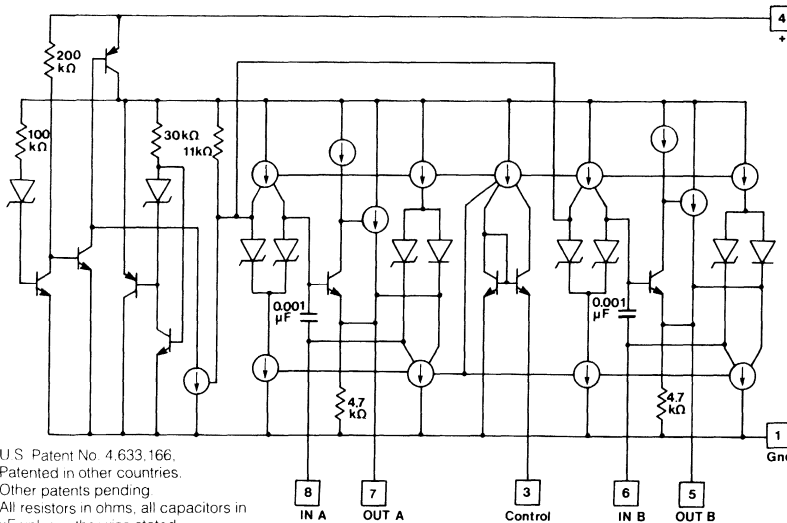 4
+
200
kΩ
100
kΩ
30kΩ
11kΩ
0.001
μF
4.7
kΩ
0.001
μF
4.7
kΩ
1
Gnd
8
7
3
6
5
IN A
OUT A
Control
IN B
OUT B
U.S. Patent No. 4,633,166,
Patented in other countries.
Other patents pending
All resistors in ohms, all capacitors in